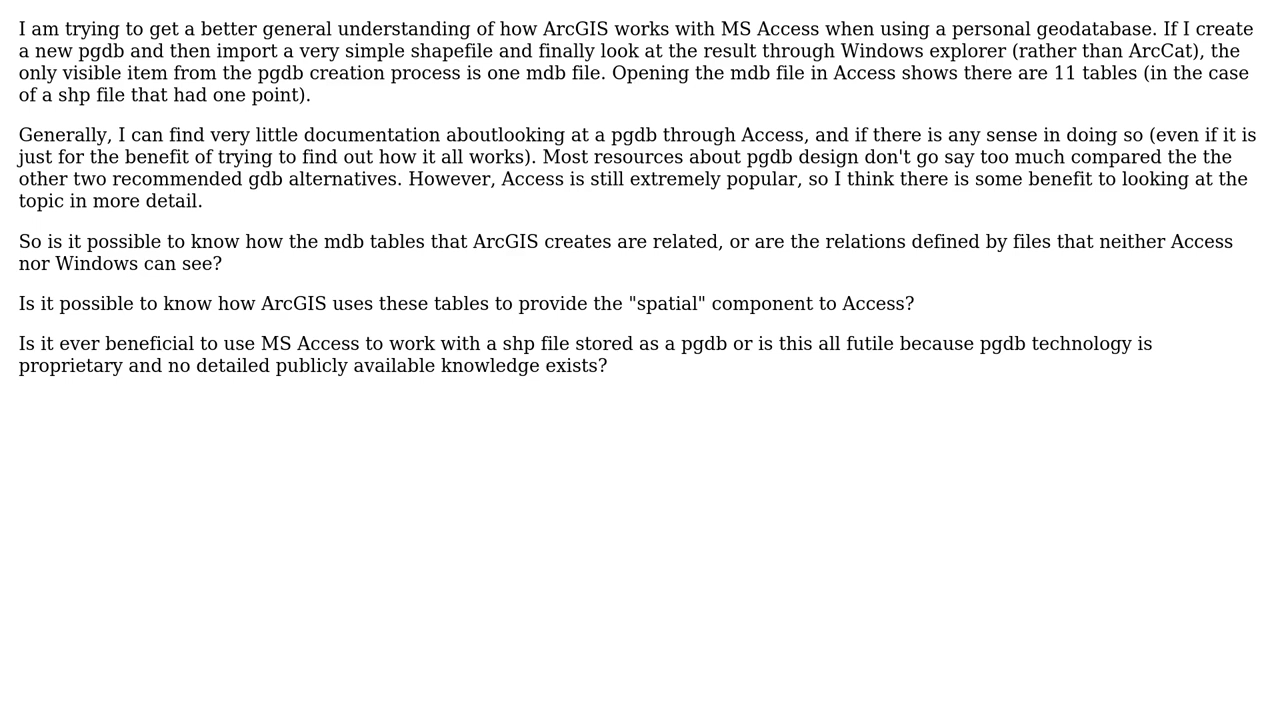 I am trying to get a better general understanding of how ArcGIS works with MS Access when using a personal geodatabase. If I create
a new pgdb and then import a very simple shapefile and finally look at the result through Windows explorer (rather than ArcCat), the
only visible item from the pgdb creation process is one mdb file. Opening the mdb file in Access shows there are 11 tables (in the case
of a shp file that had one point).
Generally, I can find very little documentation aboutlooking at a pgdb through Access, and if there is any sense in doing so (even if it is
just for the benefit of trying to find out how it all works). Most resources about pgdb design don't go say too much compared the the
other two recommended gdb alternatives. However, Access is still extremely popular, so I think there is some benefit to looking at the
topic in more detail.
So is it possible to know how the mdb tables that ArcGIS creates are related, or are the relations defined by files that neither Access
nor Windows can see?
Is it possible to know how ArcGIS uses these tables to provide the "spatial" component to Access?
Is it ever beneficial to use MS Access to work with a shp file stored as a pgdb or is this all futile because pgdb technology is
proprietary and no detailed publicly available knowledge exists?